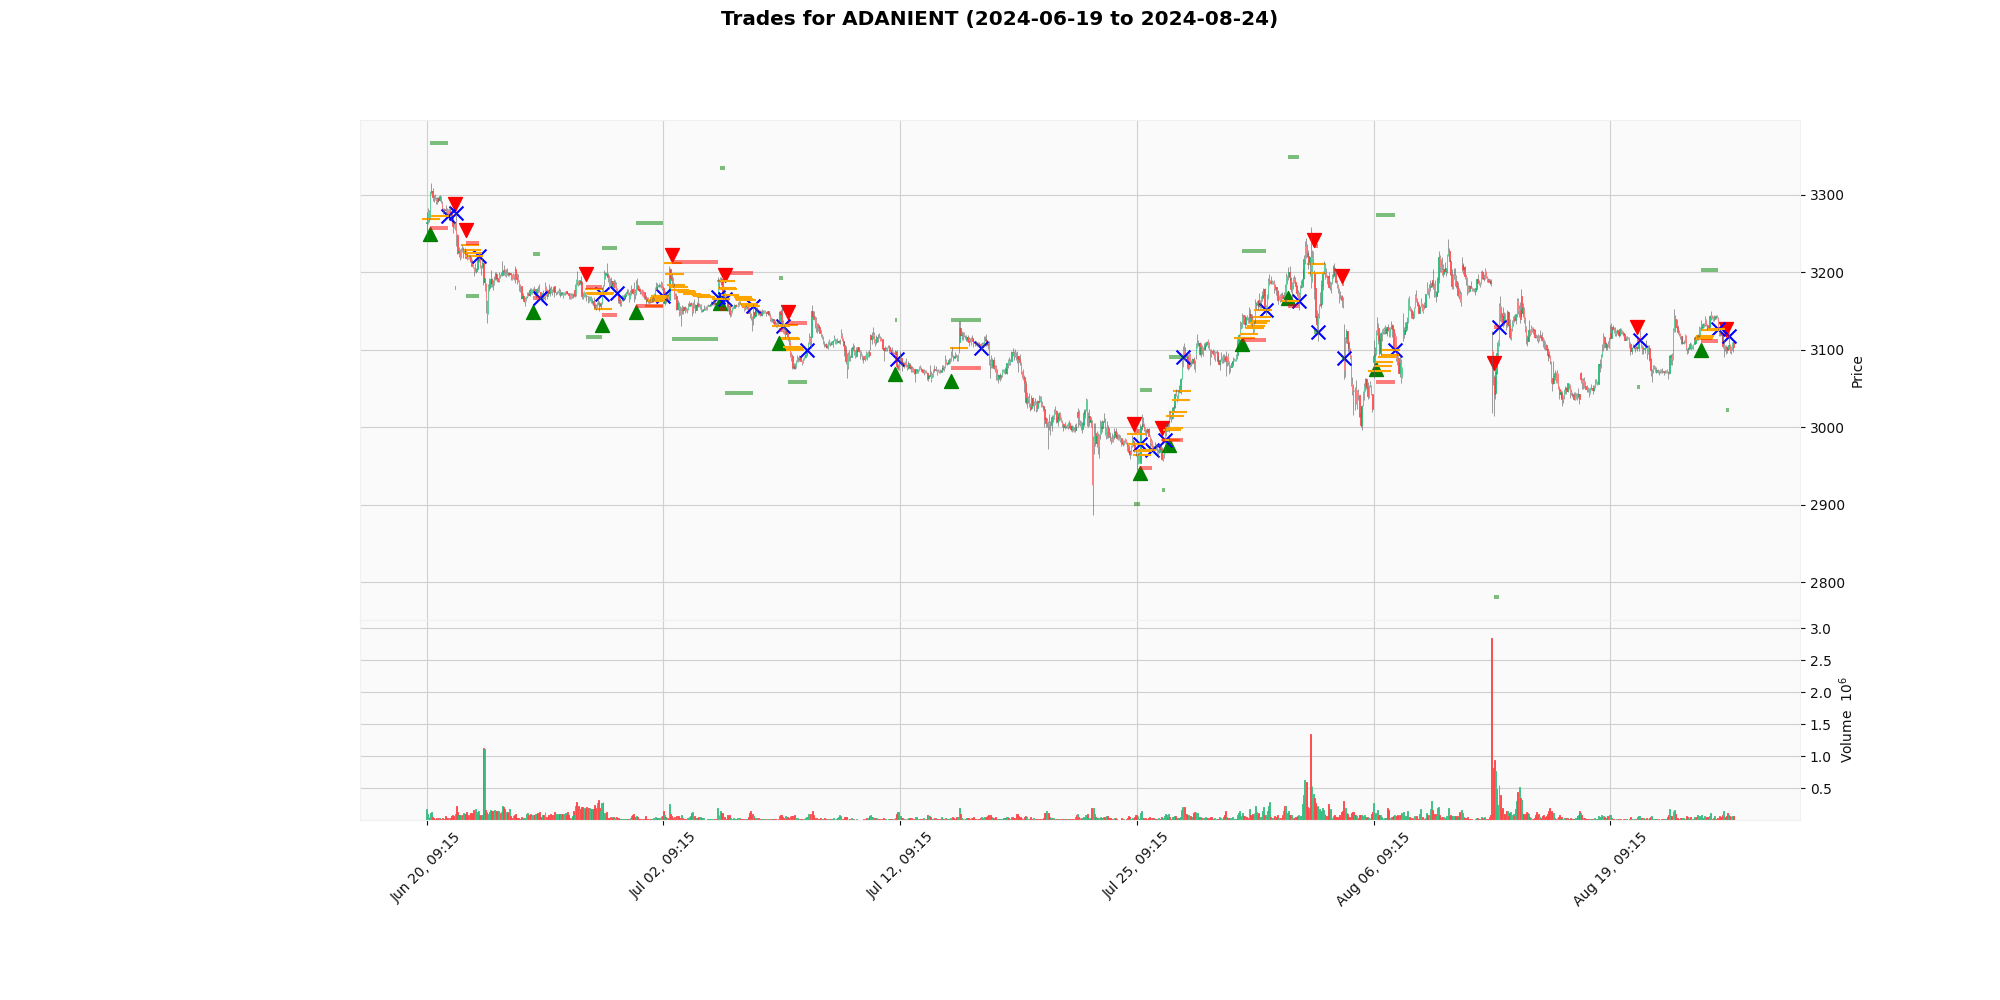 Trades for ADANIENT (2024-06-19 to 2024-08-24)
3300
3200
3100
3000
2900
2800
Price
3.0
2.5
2.0
1.5
1.0
0.5
Volume 10^6
Jun 20, 09:15
Jul 02, 09:15
Jul 12, 09:15
Jul 25, 09:15
Aug 06, 09:15
Aug 19, 09:15